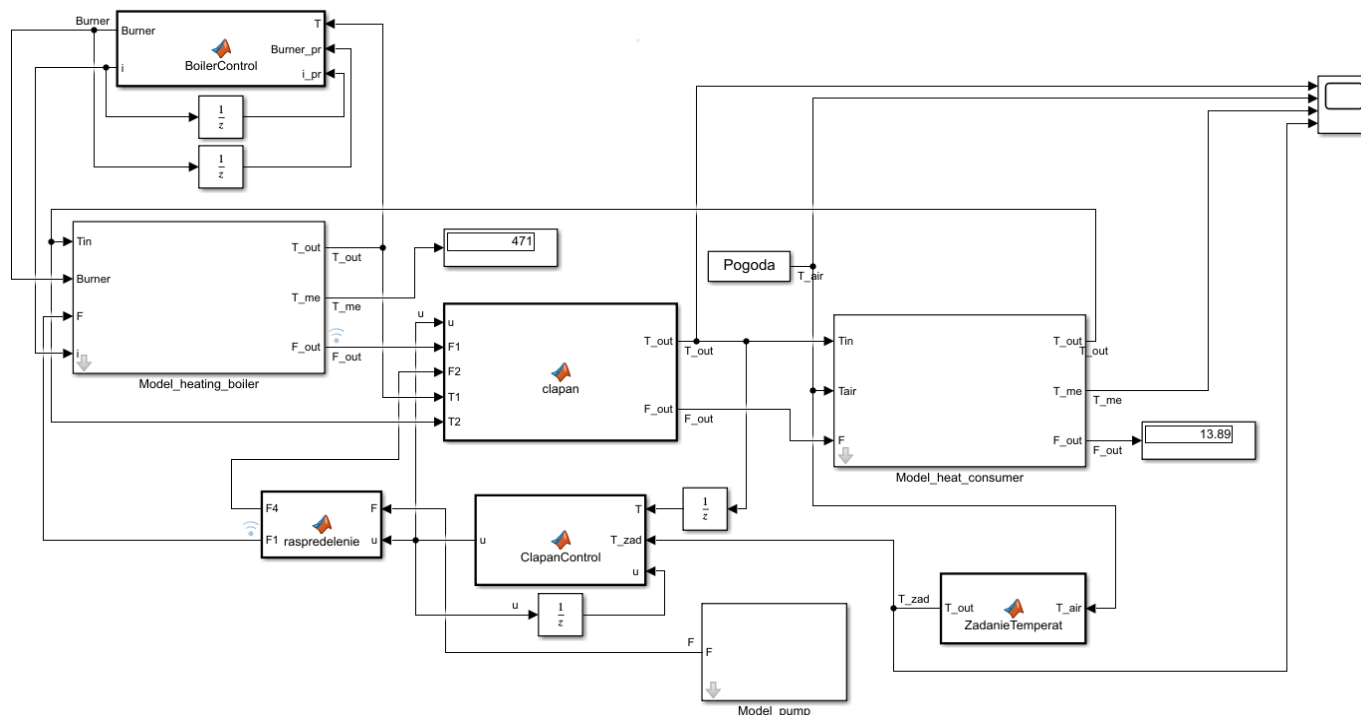 Burner
Burner
i
T
Burner_pr
i_pr
BoilerControl
1
z
1
z
Tin
Burner
F
i
T_out
T_me
F_out
T_out
T_me
F_out
Model_heating_boiler
471
Pogoda
T_air
u
u
F1
F2
T1
T2
clapan
T_out
F_out
T_out
F_out
Tin
Tair
F
T_out
T_me
F_out
T_out
T_me
F_out
Model_heat_consumer
13.89
F4
F1
F
u
raspredelenie
u
T
T_zad
u
ClapanControl
1
z
u
1
z
T_zad
T_out
T_air
ZadanieTemperat
F
F
Model_pump